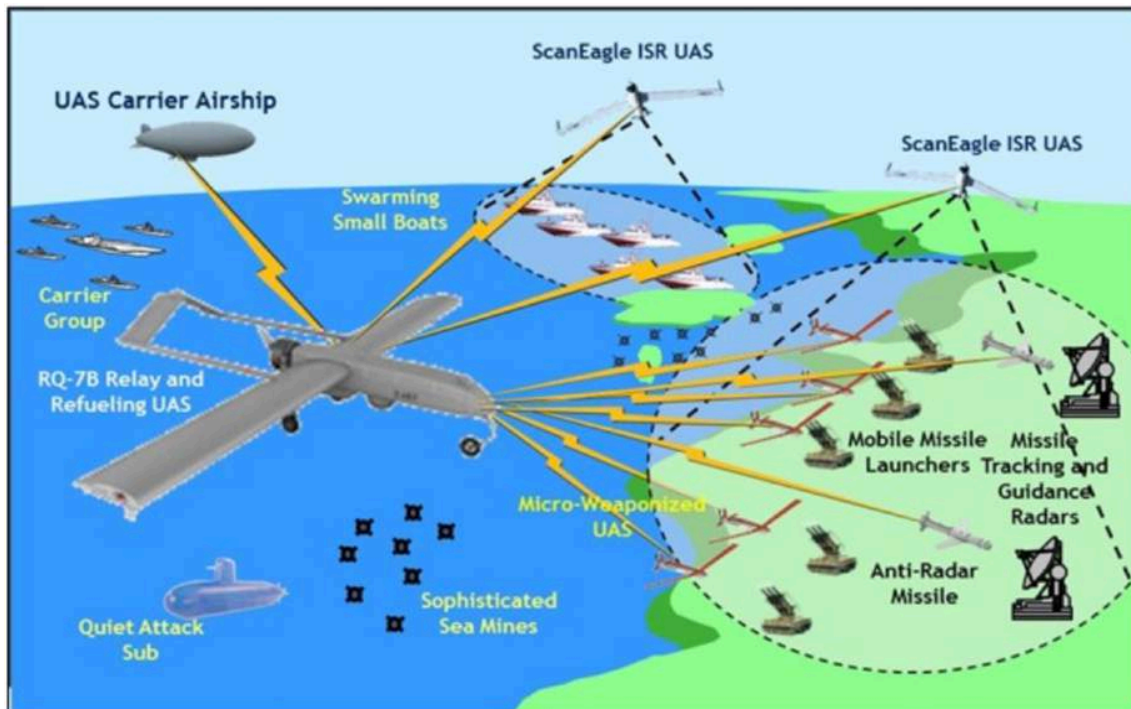 ScanEagle ISR UAS
UAS Carrier Airship
ScanEagle ISR UAS
Swarming
Small Boats
Carrier
Group
RQ-7B Relay and
Refueling UAS
Mobile Missile
Launchers
Missile
Tracking and
Guidance
Radars
Micro-Weaponized
UAS
Anti-Radar
Missile
Sophisticated
Sea Mines
Quiet Attack
Sub